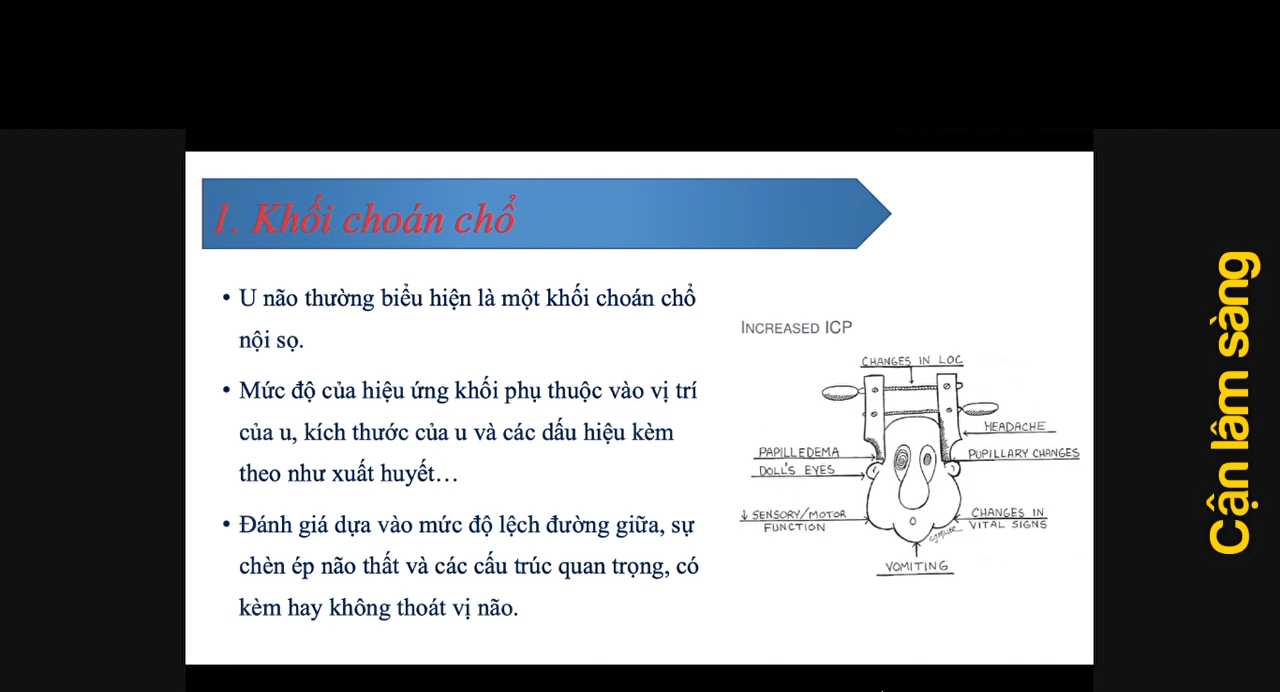 1. Khối choán chổ
• U não thường biểu hiện là một khối choán chổ
nội sọ.
• Mức độ của hiệu ứng khối phụ thuộc vào vị trí
của u, kích thước của u và các dấu hiệu kèm
theo như xuất huyết…
• Đánh giá dựa vào mức độ lệch đường giữa, sự
chèn ép não thất và các cấu trúc quan trọng, có
kèm hay không thoát vị não.
INCREASED ICP
CHANGES IN LOC
HEADACHE
PAPILLEDEMA
PUPILLARY CHANGES
DOLL'S EYES
↓ SENSORY/MOTOR
FUNCTION
CHANGES IN
VITAL SIGNS
VOMITING
Cận lâm sàng